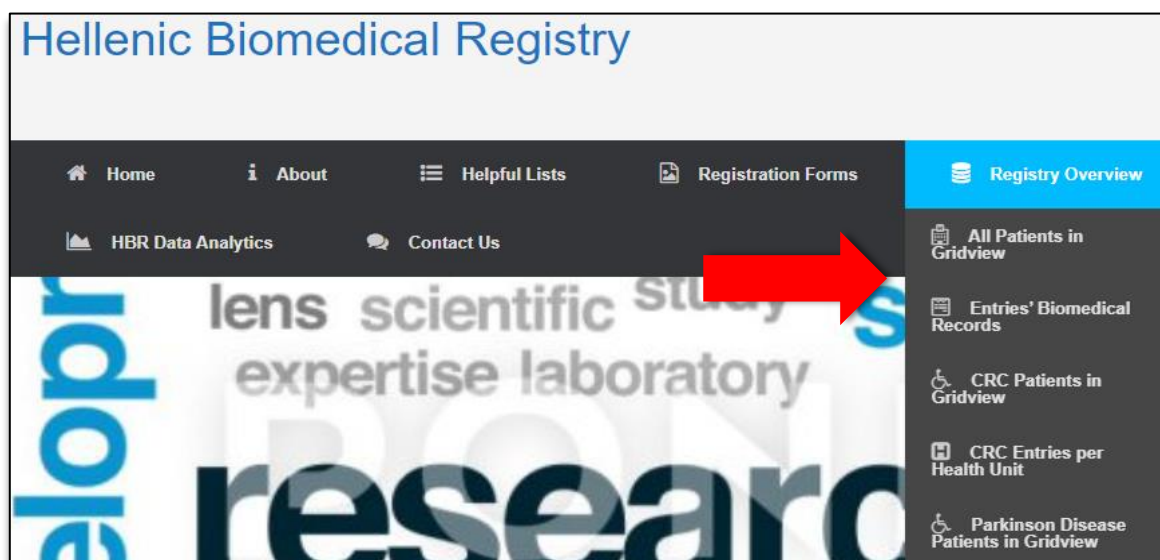 Hellenic Biomedical Registry
Home
About
Helpful Lists
Registration Forms
Registry Overview
HBR Data Analytics
Contact Us
All Patients in
Gridview
Entries' Biomedical
Records
CRC Patients in
Gridview
CRC Entries per
Health Unit
Parkinson Disease
Patients in Gridview
lens scientific study
expertise laboratory